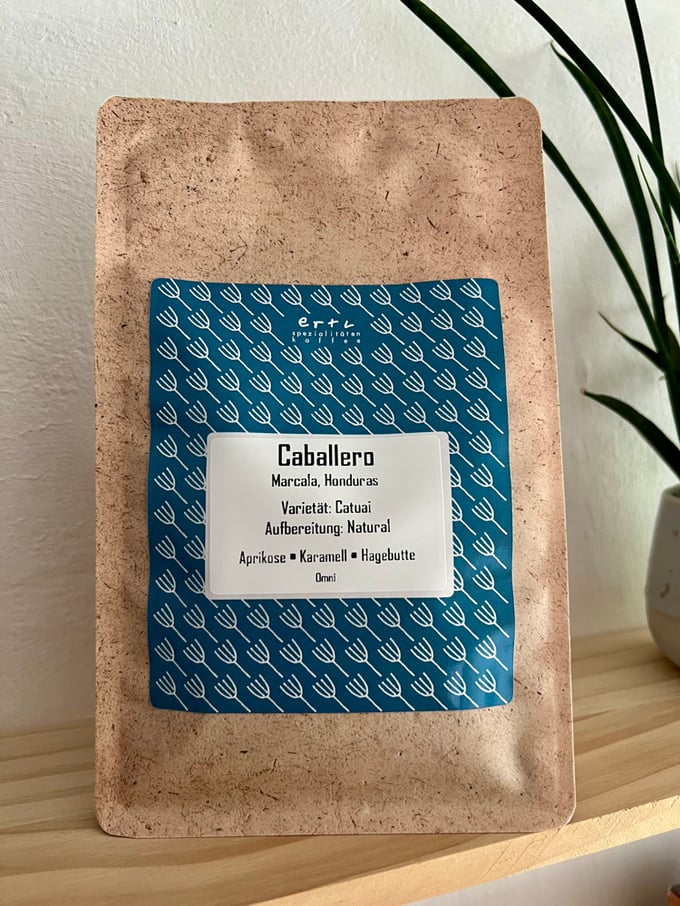 ertl
spezialitäten
kaffee
Caballero
Marcala, Honduras
Varietät: Catuai
Aufbereitung: Natural
Aprikose ▪ Karamell ▪ Hagebutte
Omni